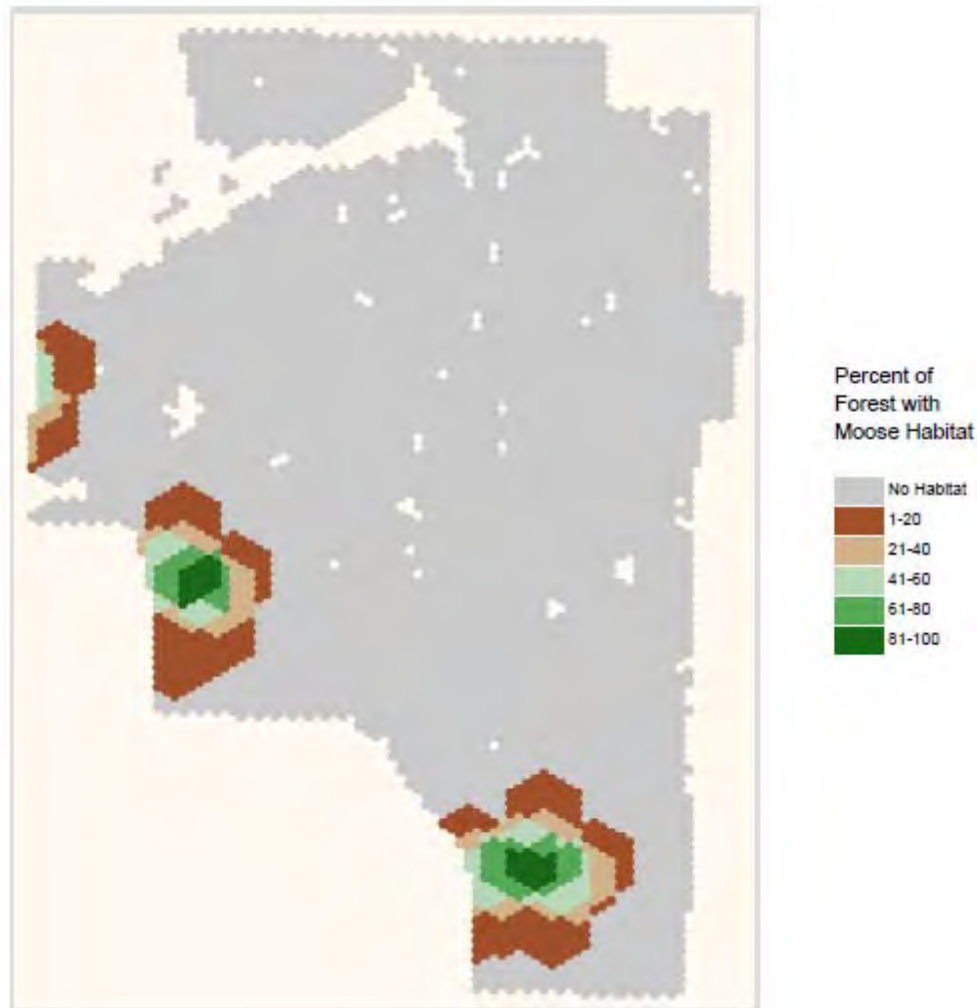 Percent of
Forest with
Moose Habitat
No Habitat
1-20
21-40
41-60
61-80
81-100